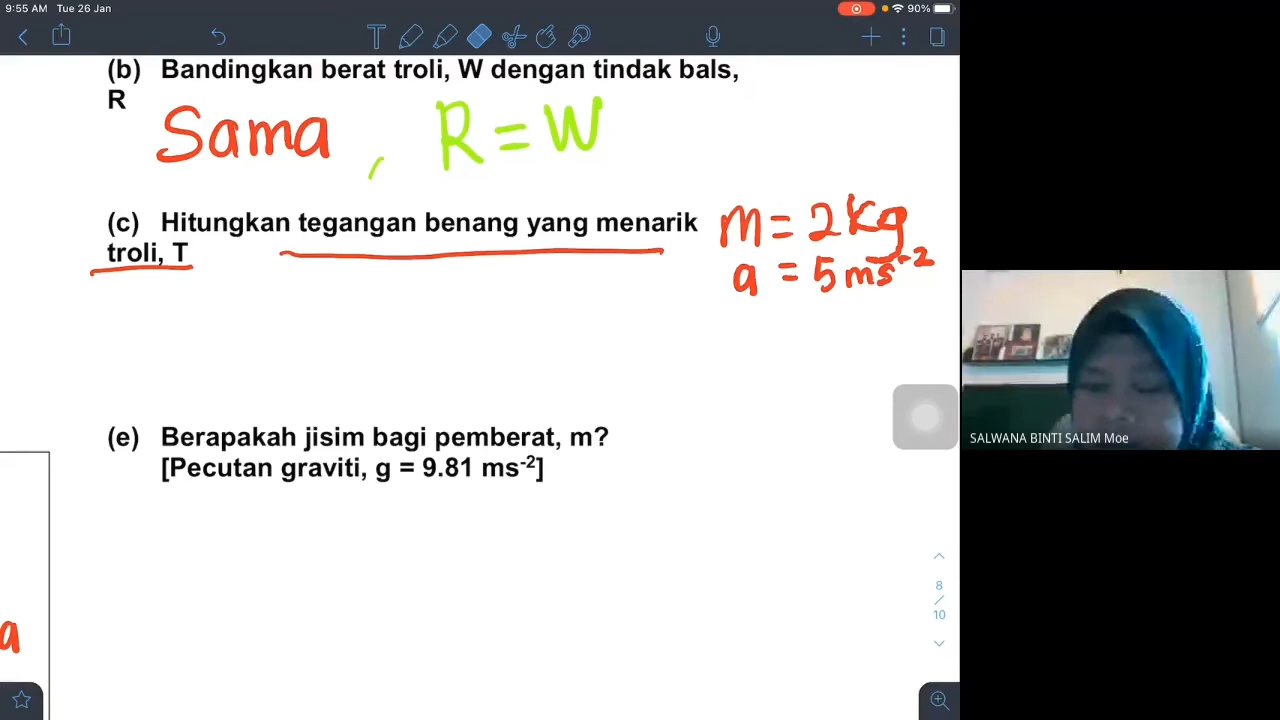 9:55 AM Tue 26 Jan
90%
(b) Bandingkan berat troli, W dengan tindak bals,
R
Sama , R = W
(c) Hitungkan tegangan benang yang menarik
troli, T
m = 2kg
a = 5ms⁻²
(e) Berapakah jisim bagi pemberat, m?
[Pecutan graviti, g = 9.81 ms⁻²]
a
8
/
10
SALWANA BINTI SALIM Moe